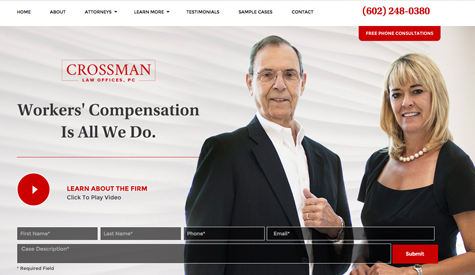 HOME ABOUT ATTORNEYS LEARN MORE TESTIMONIALS SAMPLE CASES CONTACT (602) 248-0380
FREE PHONE CONSULTATIONS
CROSSMAN
LAW OFFICES, PC
Workers' Compensation
Is All We Do.
LEARN ABOUT THE FIRM
Click To Play Video
First Name* Last Name* Phone* Email*
Case Description*
Submit
* Required Field